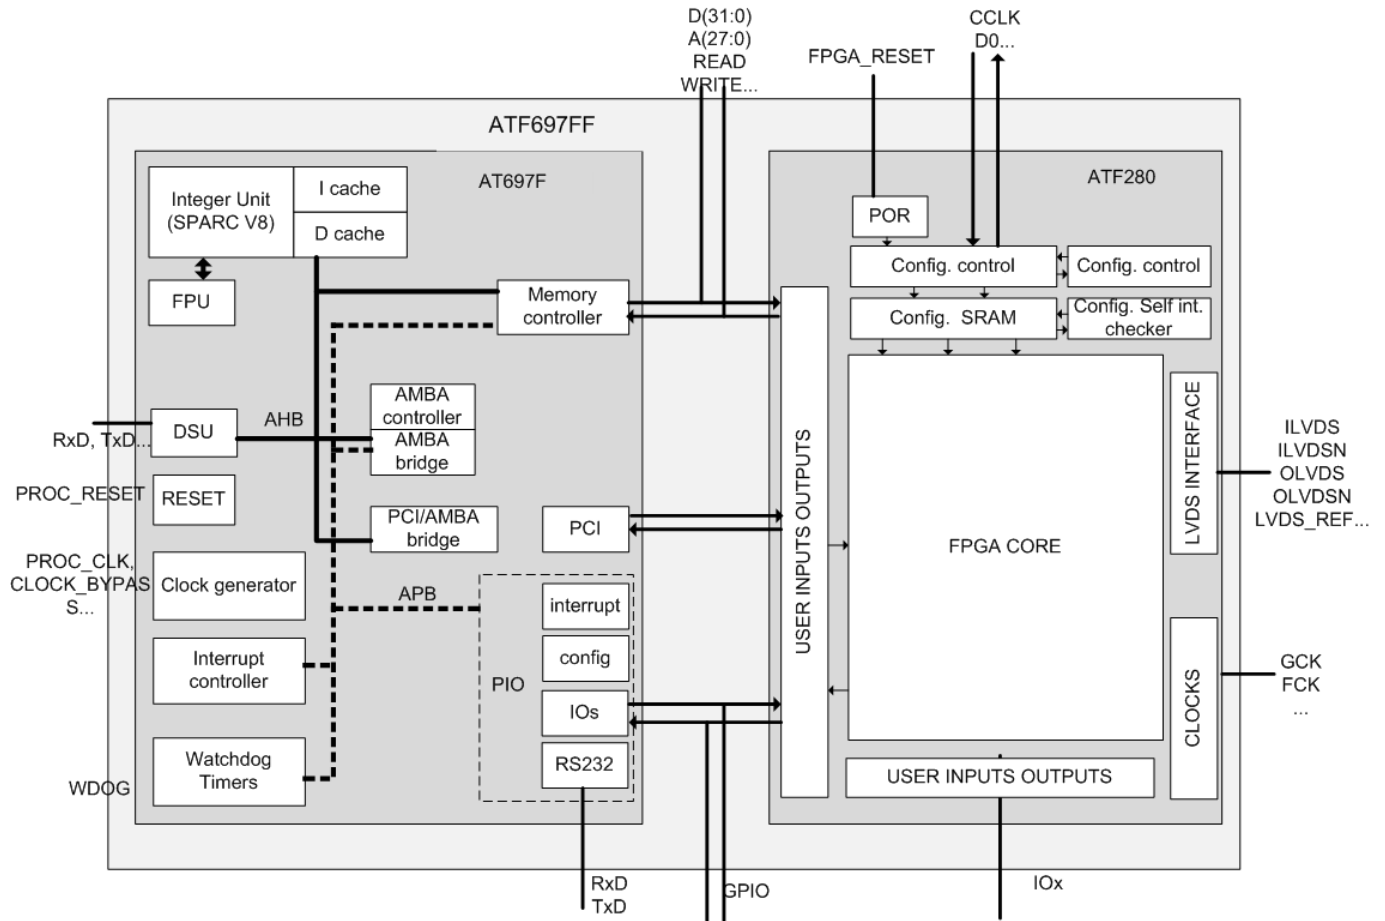 D(31:0)
A(27:0)
READ
WRITE...
FPGA_RESET
CCLK
D0...
ATF697FF
AT697F
Integer Unit
(SPARC V8)
I cache
D cache
FPU
Memory
controller
AMBA
controller
AMBA
bridge
AHB
DSU
RxD, TxD...
PROC_RESET
RESET
PCI/AMBA
bridge
PCI
PROC_CLK,
CLOCK_BYPAS
S...
Clock generator
APB
Interrupt
controller
WDOG
Watchdog
Timers
PIO
interrupt
config
IOs
RS232
RxD
TxD
GPIO
ATF280
POR
Config. control
Config. control
Config. SRAM
Config. Self int.
checker
USER INPUTS OUTPUTS
FPGA CORE
LVDS INTERFACE
ILVDS
ILVDSN
OLVDS
OLVDSN
LVDS_REF...
CLOCKS
GCK
FCK
...
USER INPUTS OUTPUTS
IOx